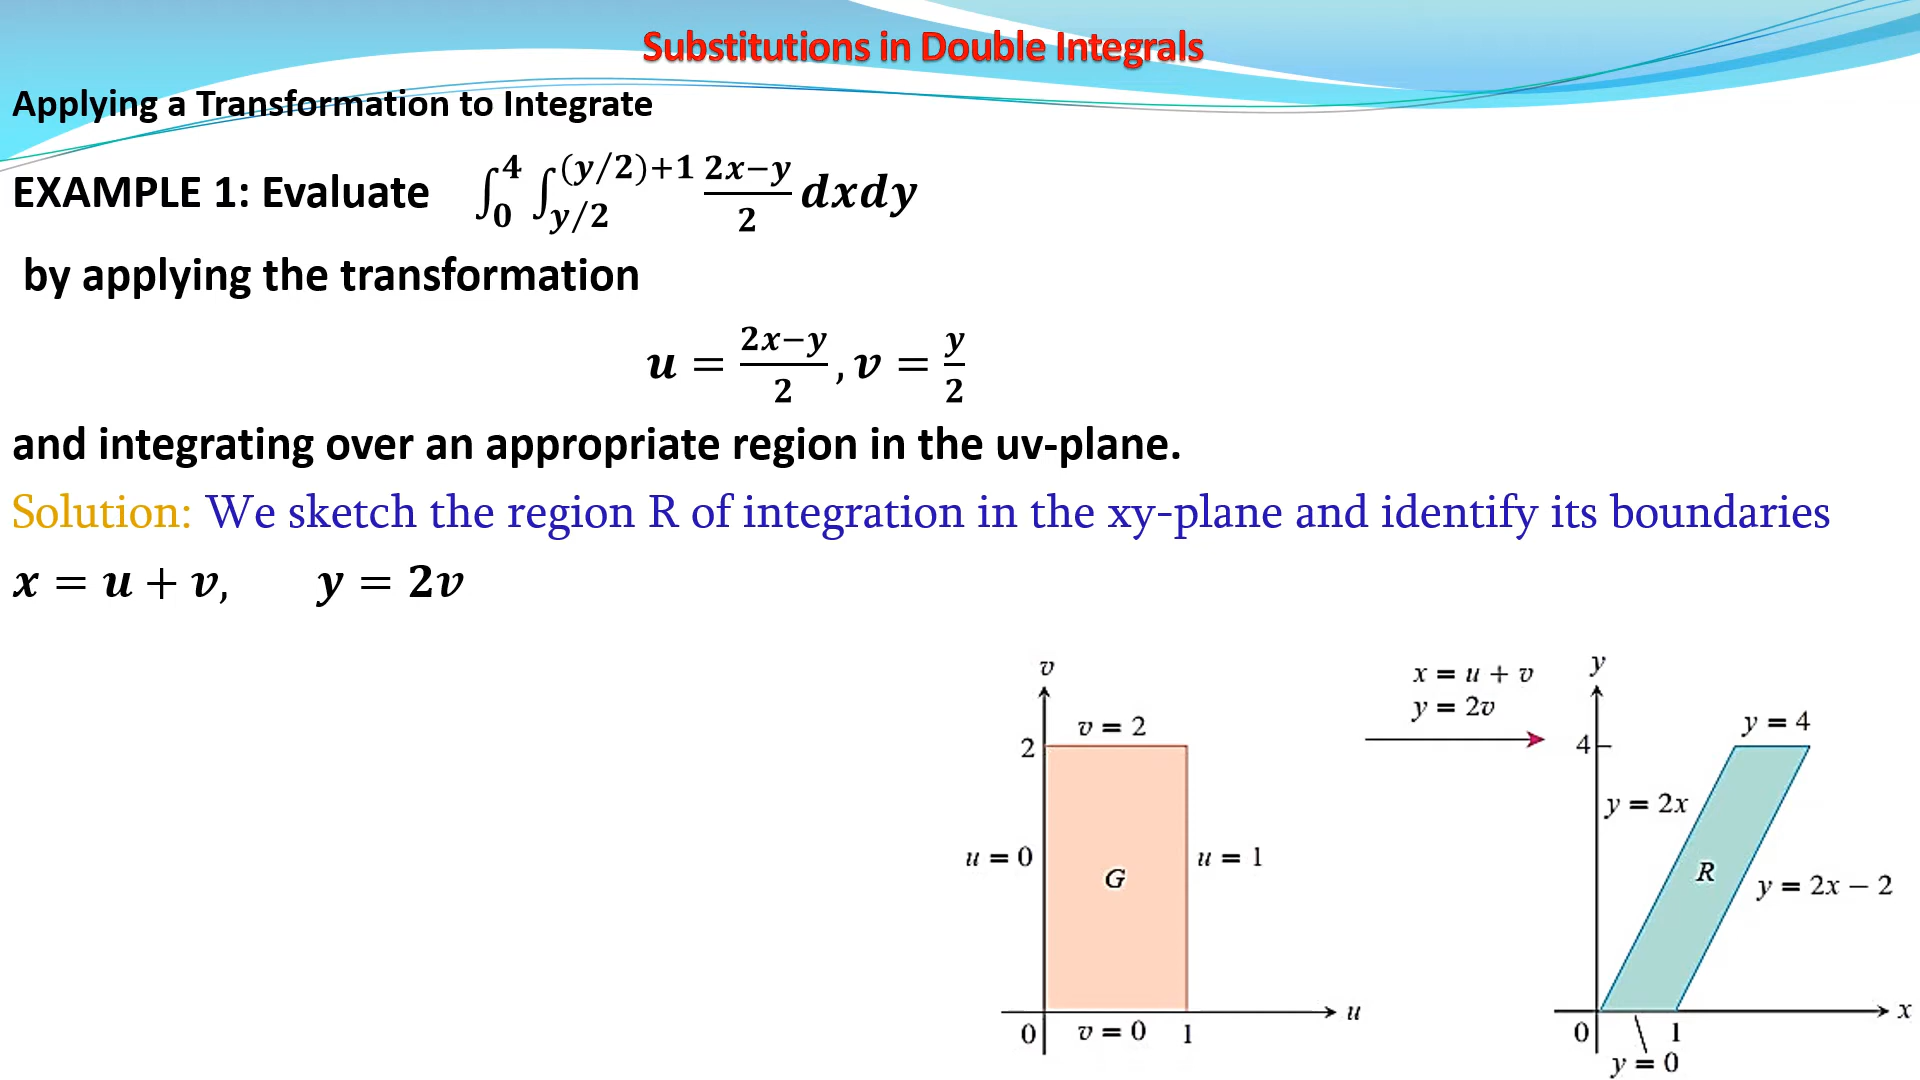 Substitutions in Double Integrals
Applying a Transformation to Integrate
EXAMPLE 1: Evaluate ∫₀⁴ ∫_{y/2}^{(y/2)+1} (2x−y)/2 dxdy
by applying the transformation
u = (2x−y)/2, v = y/2
and integrating over an appropriate region in the uv-plane.
Solution: We sketch the region R of integration in the xy-plane and identify its boundaries
x = u + v, y = 2v
v
v = 2
2
u = 0
G
u = 1
u
0
v = 0
1
x = u + v
y = 2v
y
y = 4
4
y = 2x
R
y = 2x − 2
x
0
1
y = 0